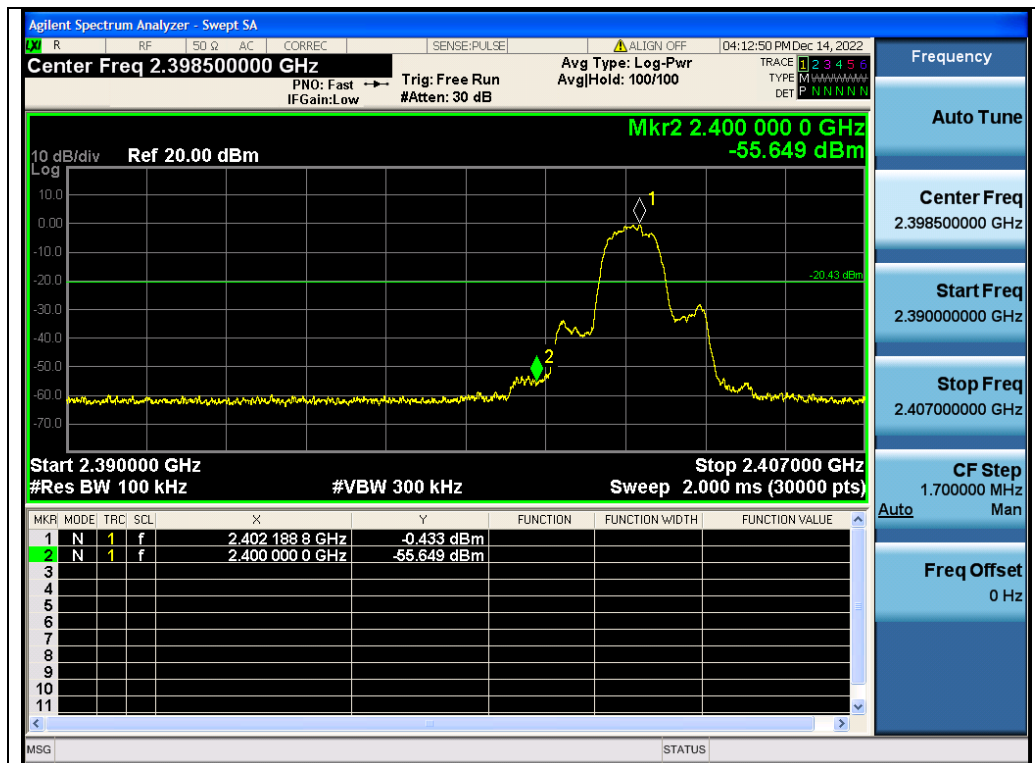 Agilent Spectrum Analyzer - Swept SA
LXI R RF 50 Ω AC CORREC SENSE:PULSE ALIGN OFF 04:12:50 PM Dec 14, 2022
Center Freq 2.398500000 GHz
PNO: Fast
IFGain:Low
Trig: Free Run
#Atten: 30 dB
Avg Type: Log-Pwr
Avg|Hold: 100/100
TRACE 1 2 3 4 5 6
TYPE M WWWWW
DET P N N N N N
Mkr2 2.400 000 0 GHz
-55.649 dBm
10 dB/div Ref 20.00 dBm
Log
10.0
0.00
-10.0
-20.0
-30.0
-40.0
-50.0
-60.0
-70.0
1
-20.43 dBm
2
Start 2.390000 GHz Stop 2.407000 GHz
#Res BW 100 kHz #VBW 300 kHz Sweep 2.000 ms (30000 pts)
MKR MODE TRC SCL X Y FUNCTION FUNCTION WIDTH FUNCTION VALUE
1 N 1 f 2.402 188 8 GHz -0.433 dBm
2 N 1 f 2.400 000 0 GHz -55.649 dBm
3
4
5
6
7
8
9
10
11
MSG STATUS
Frequency
Auto Tune
Center Freq
2.398500000 GHz
Start Freq
2.390000000 GHz
Stop Freq
2.407000000 GHz
CF Step
1.700000 MHz
Auto Man
Freq Offset
0 Hz